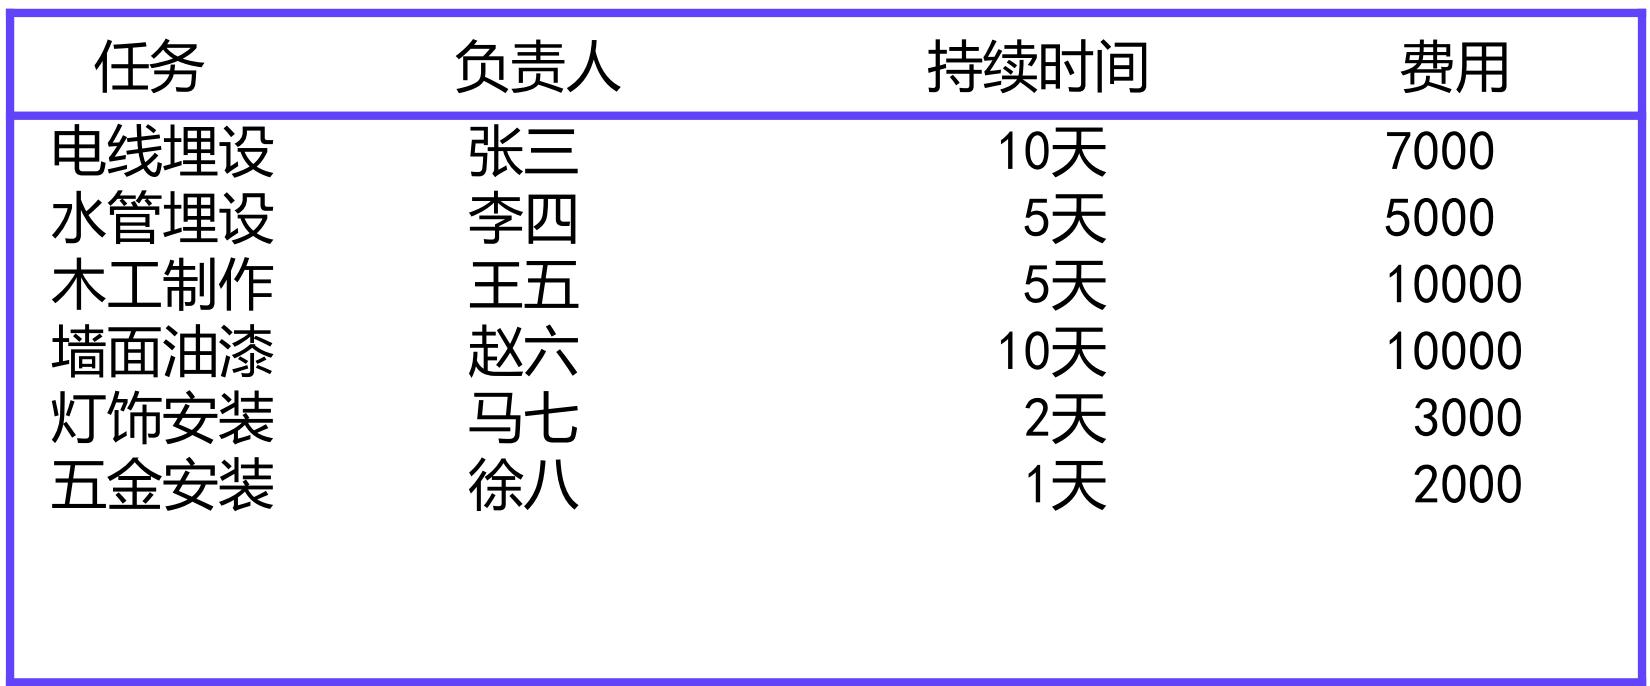 任务 负责人 持续时间 费用
电线埋设 张三 10天 7000
水管埋设 李四 5天 5000
木工制作 王五 5天 10000
墙面油漆 赵六 10天 10000
灯饰安装 马七 2天 3000
五金安装 徐八 1天 2000